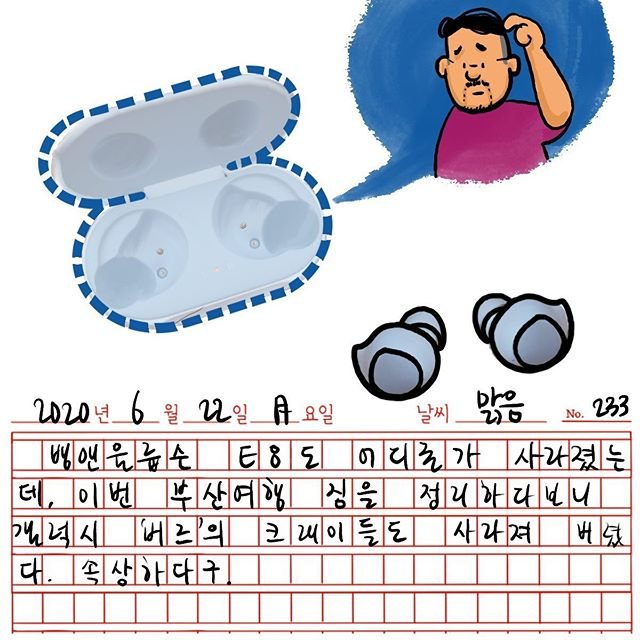 2020년 6월 22일 月요일 날씨 맑음 No. 233
뱅앤올룹슨 E8도 어디론가 사라졌는
데, 이번 부산여행 짐을 정리하다보니
갤럭시 '버즈'의 크레이들도 사라져 버렸
다. 속상하다구.